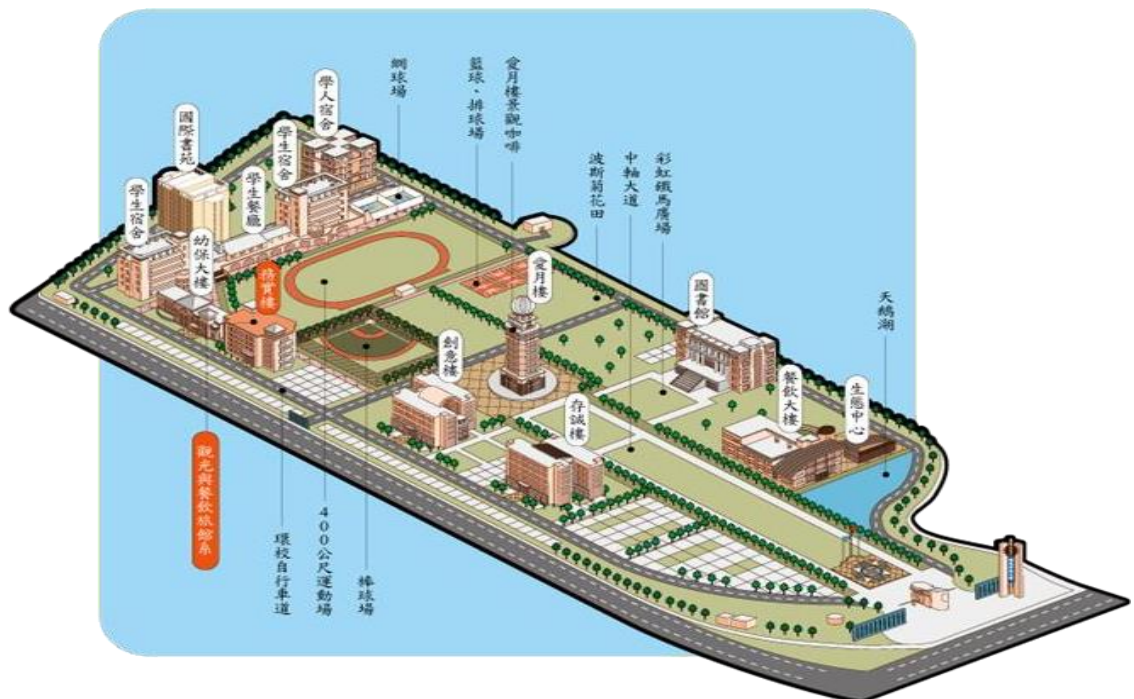 學人宿舍
網球場
籃球、排球場
愛月樓景觀咖啡
國際書苑
學生宿舍
波斯菊花田
中軸大道
彩虹鐵馬廣場
學生宿舍
學生餐廳
幼保大樓
務實樓
愛月樓
圖書館
天鵝湖
創意樓
存誠樓
餐飲大樓
生態中心
觀光與餐飲旅館系
環校自行車道
400公尺運動場
棒球場